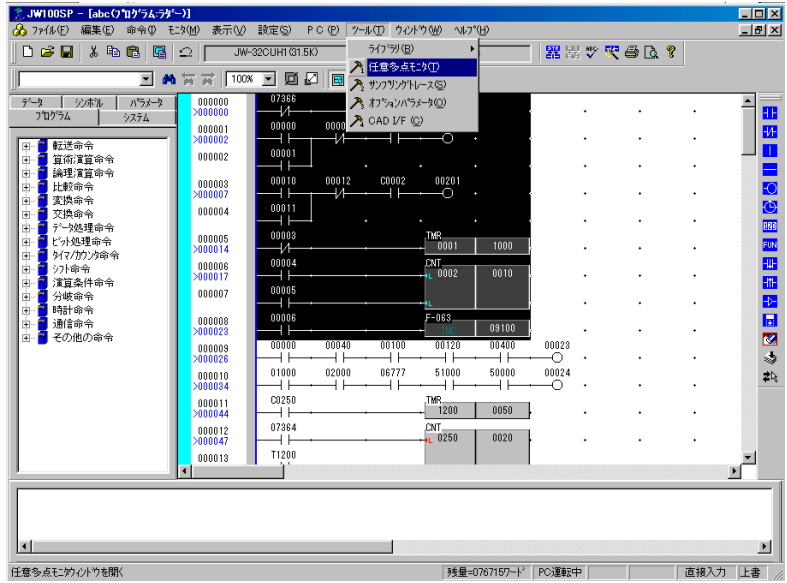 JW100SP - [abc(ﾌﾟﾛｸﾞﾗﾑ:ﾗﾀﾞｰ)]
ﾌｧｲﾙ(F) 編集(E) 命令(I) ﾓﾆﾀ(M) 表示(V) 設定(S) P C (P) ﾂｰﾙ(T) ｳｨﾝﾄﾞｳ(W) ﾍﾙﾌﾟ(H)
JW-32CUH1(31.5K)
ﾗｲﾌﾞﾗﾘ(B)
任意多点ﾓﾆﾀ(T)
ｻﾝﾌﾟﾘﾝｸﾞﾄﾚｰｽ(S)
ｵﾌﾟｼｮﾝﾊﾟﾗﾒｰﾀ(O)
CAD I/F (C)
100%
ﾃﾞｰﾀ ｼﾝﾎﾞﾙ ﾊﾟﾗﾒｰﾀ
ﾌﾟﾛｸﾞﾗﾑ ｼｽﾃﾑ
転送命令
算術演算命令
論理演算命令
比較命令
変換命令
交換命令
ﾃﾞｰﾀ処理命令
ﾋﾞｯﾄ処理命令
ﾀｲﾏ/ｶｳﾝﾀ命令
ｼﾌﾄ命令
演算条件命令
分岐命令
時計命令
通信命令
その他の命令
000000 07366
>000000
000001 00000
>000002
000002 00001
000003 00010 00012 C0002 00201
>000007
000004 00011
000005 00003 TMR
>000014 0001 1000
000006 00004 CNT
>000017 0002 0010
000007 00005
000008 00006 F-063
>000023 INC 09100
000009 00000 00040 00100 00120 00400 00023
>000026
000010 01000 02000 06777 51000 50000 00024
>000034
000011 C0250 TMR
>000044 1200 0050
000012 07364 CNT
>000047 0250 0020
000013 T1200
FUN
任意多点ﾓﾆﾀｳｨﾝﾄﾞｳを開く
残量=0767157ﾜｰﾄﾞ PC運転中 直接入力 上書